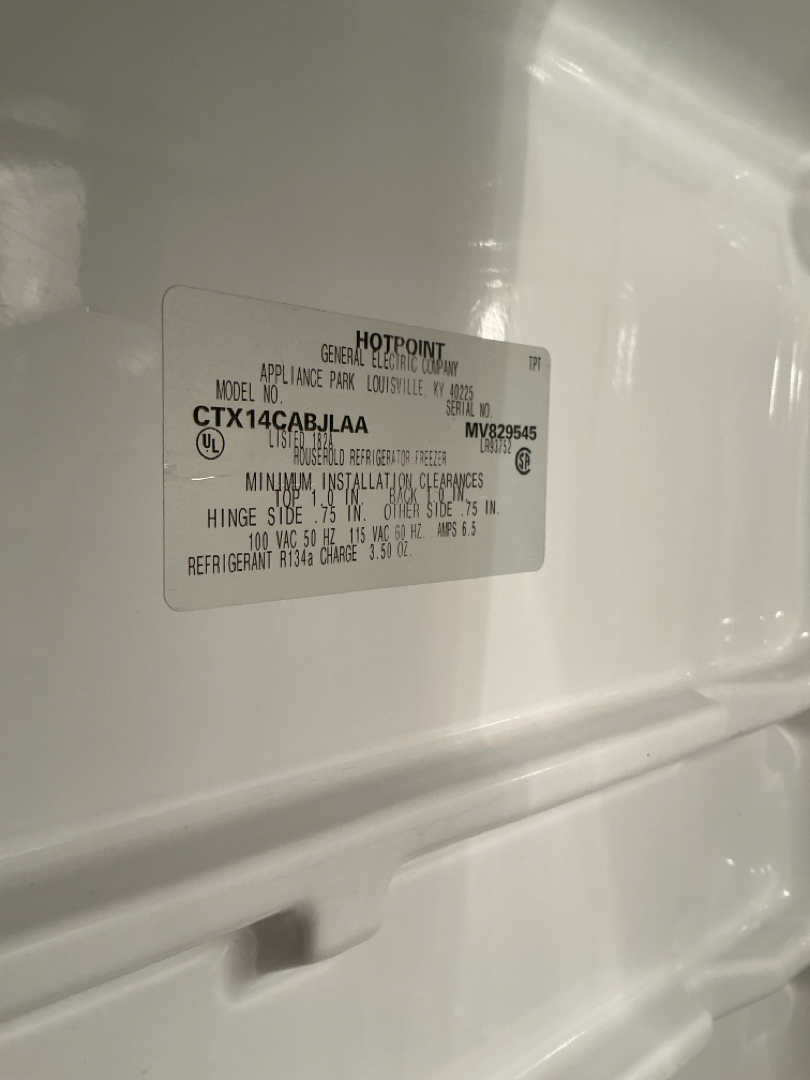 HOTPOINT
GENERAL ELECTRIC COMPANY
TPT
APPLIANCE PARK LOUISVILLE, KY 40225
MODEL NO.
SERIAL NO.
CTX14CABJLAA
MV829545
UL
LISTED 182A
LR93752
HOUSEHOLD REFRIGERATOR FREEZER
SA
MINIMUM INSTALLATION CLEARANCES
TOP 1.0 IN. BACK 1.0 IN.
HINGE SIDE .75 IN. OTHER SIDE .75 IN.
100 VAC 50 HZ 115 VAC 60 HZ. AMPS 6.5
REFRIGERANT R134a CHARGE 3.50 OZ.